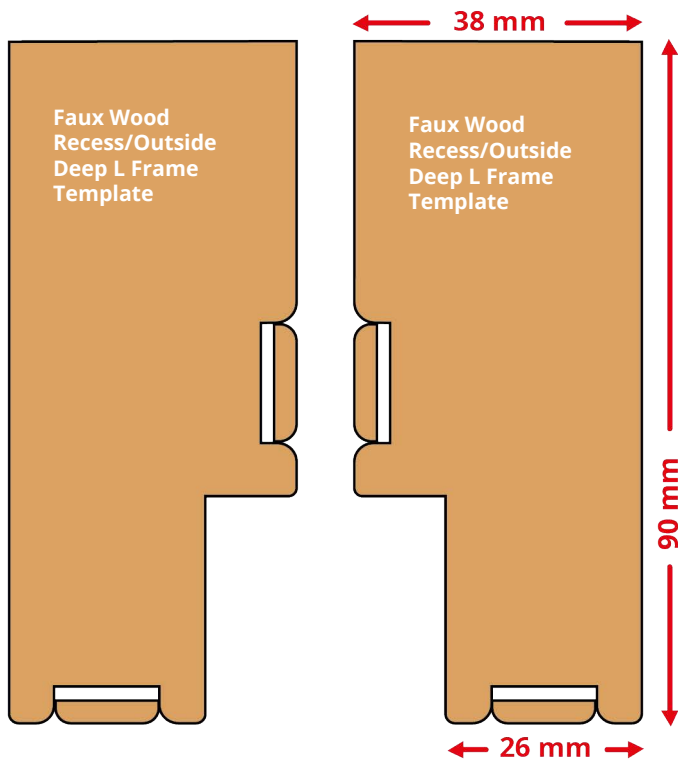 38 mm
Faux Wood
Recess/Outside
Deep L Frame
Template
Faux Wood
Recess/Outside
Deep L Frame
Template
90 mm
26 mm